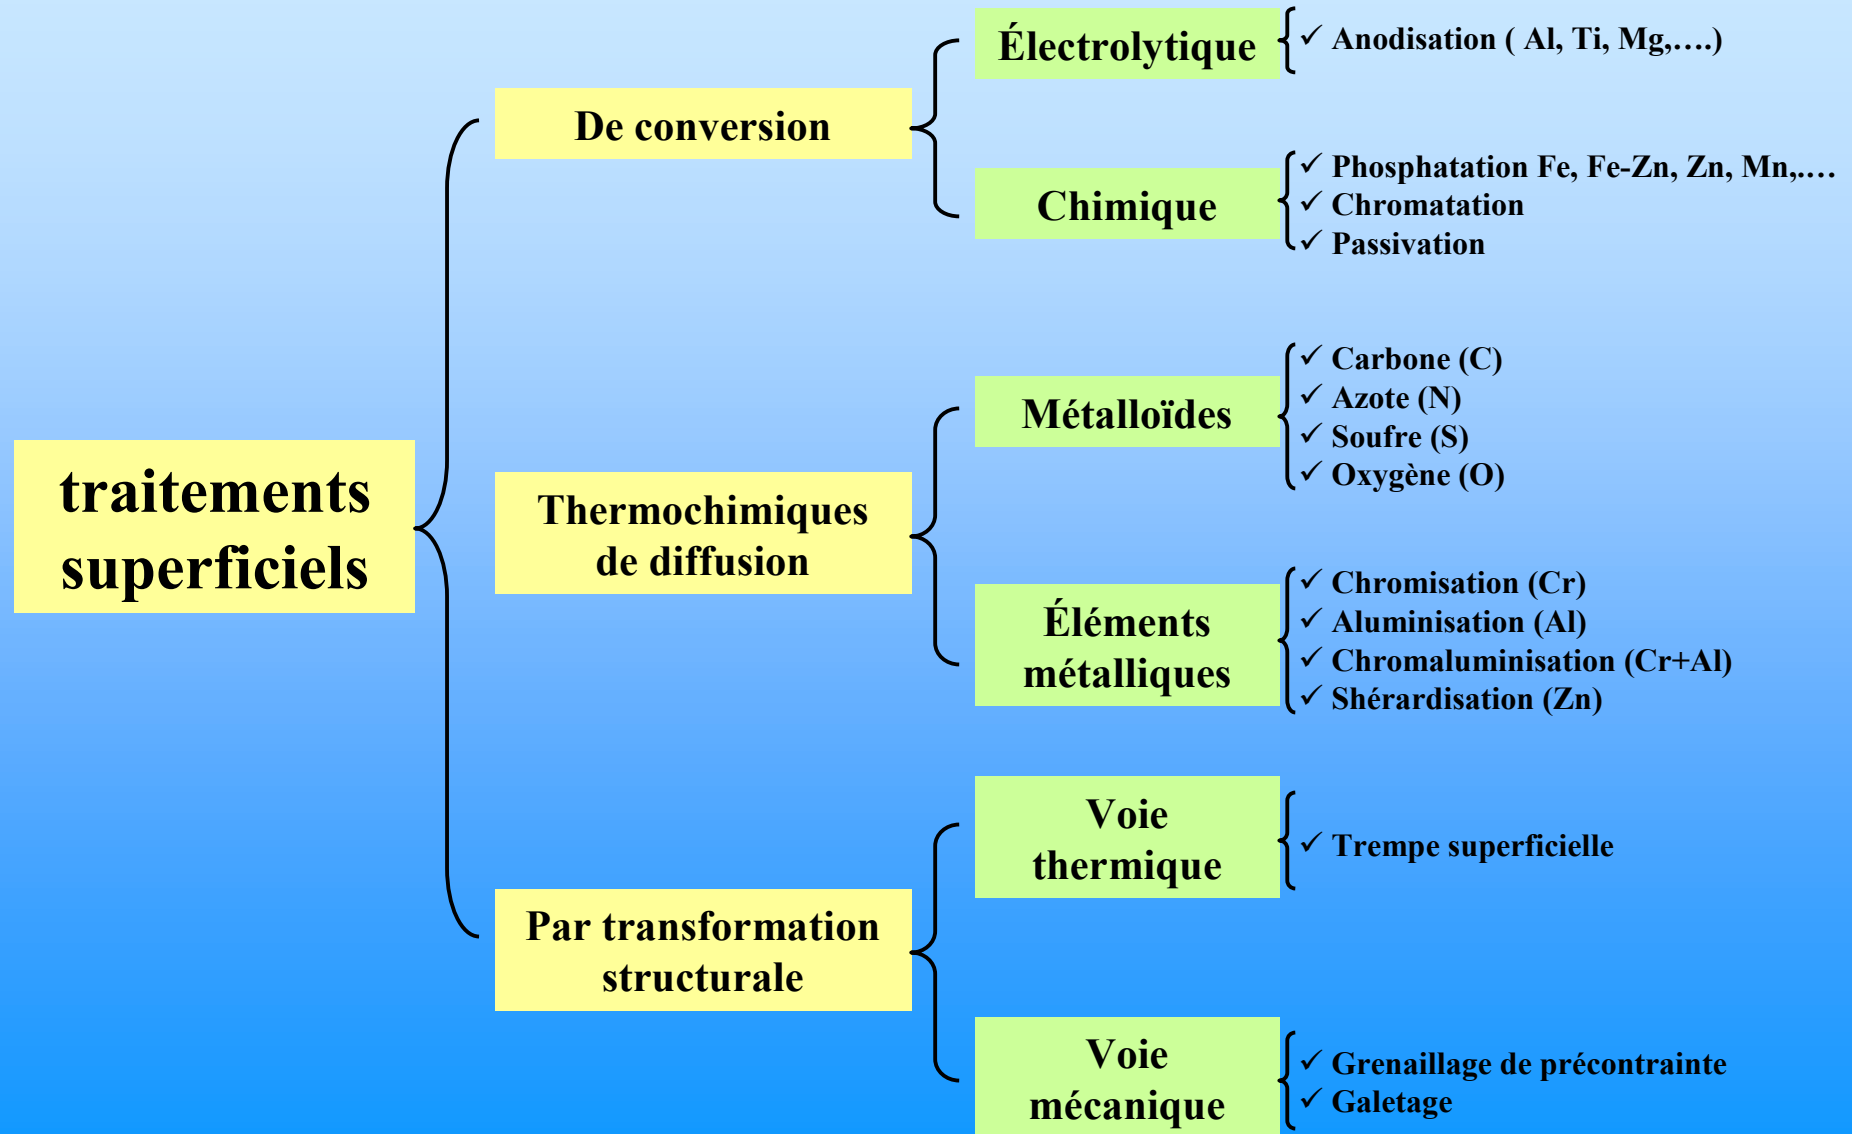 traitements
superficiels
De conversion
Électrolytique
✓ Anodisation ( Al, Ti, Mg,….)
Chimique
✓ Phosphatation Fe, Fe-Zn, Zn, Mn,.…
✓ Chromatation
✓ Passivation
Thermochimiques
de diffusion
Métalloïdes
✓ Carbone (C)
✓ Azote (N)
✓ Soufre (S)
✓ Oxygène (O)
Éléments
métalliques
✓ Chromisation (Cr)
✓ Aluminisation (Al)
✓ Chromaluminisation (Cr+Al)
✓ Shérardisation (Zn)
Par transformation
structurale
Voie
thermique
✓ Trempe superficielle
Voie
mécanique
✓ Grenaillage de précontrainte
✓ Galetage